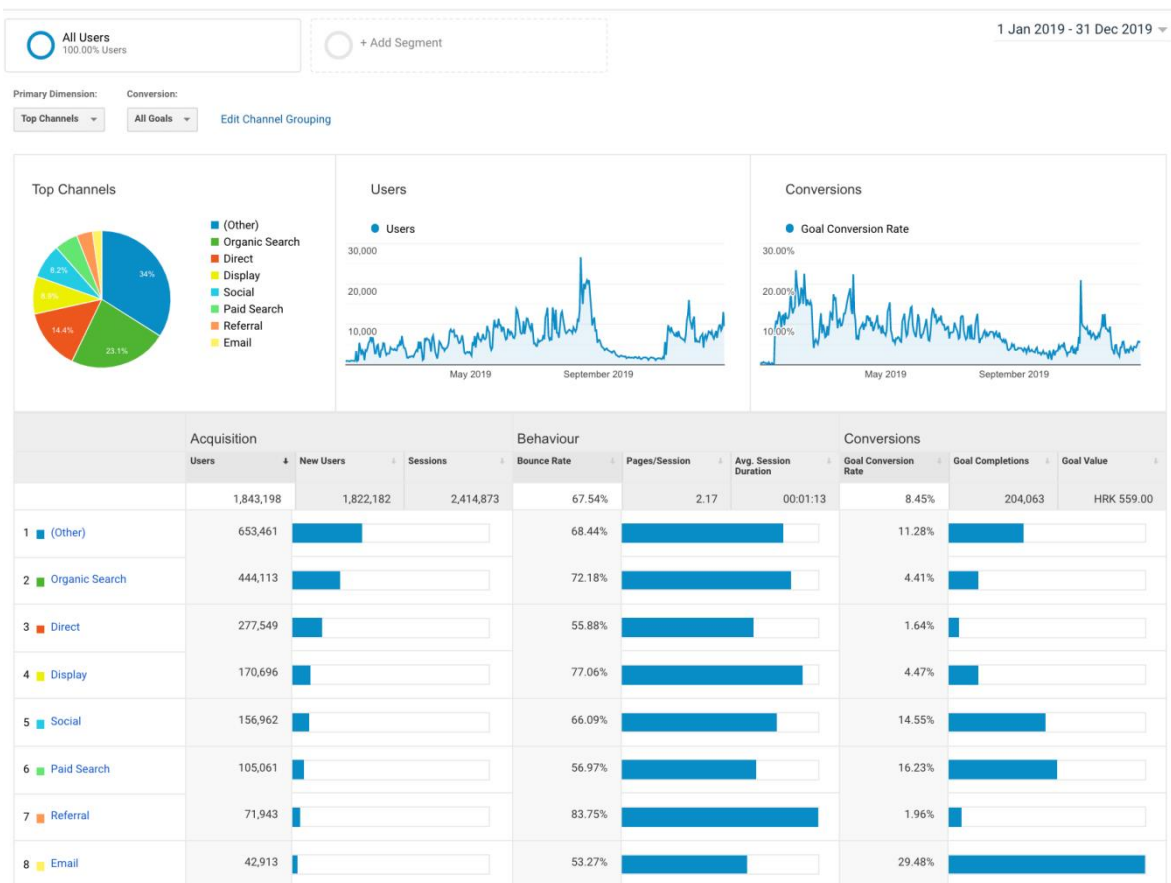 All Users
100.00% Users
+ Add Segment
1 Jan 2019 - 31 Dec 2019
Primary Dimension: Conversion:
Top Channels All Goals Edit Channel Grouping
Top Channels
34%
23.1%
14.4%
8.9%
8.2%
(Other)
Organic Search
Direct
Display
Social
Paid Search
Referral
Email
Users
Users
30,000
20,000
10,000
May 2019 September 2019
Conversions
Goal Conversion Rate
30.00%
20.00%
10.00%
May 2019 September 2019
Acquisition Behaviour Conversions
Users New Users Sessions Bounce Rate Pages/Session Avg. Session Duration Goal Conversion Rate Goal Completions Goal Value
1,843,198 1,822,182 2,414,873 67.54% 2.17 00:01:13 8.45% 204,063 HRK 559.00
1 (Other) 653,461 68.44% 11.28%
2 Organic Search 444,113 72.18% 4.41%
3 Direct 277,549 55.88% 1.64%
4 Display 170,696 77.06% 4.47%
5 Social 156,962 66.09% 14.55%
6 Paid Search 105,061 56.97% 16.23%
7 Referral 71,943 83.75% 1.96%
8 Email 42,913 53.27% 29.48%